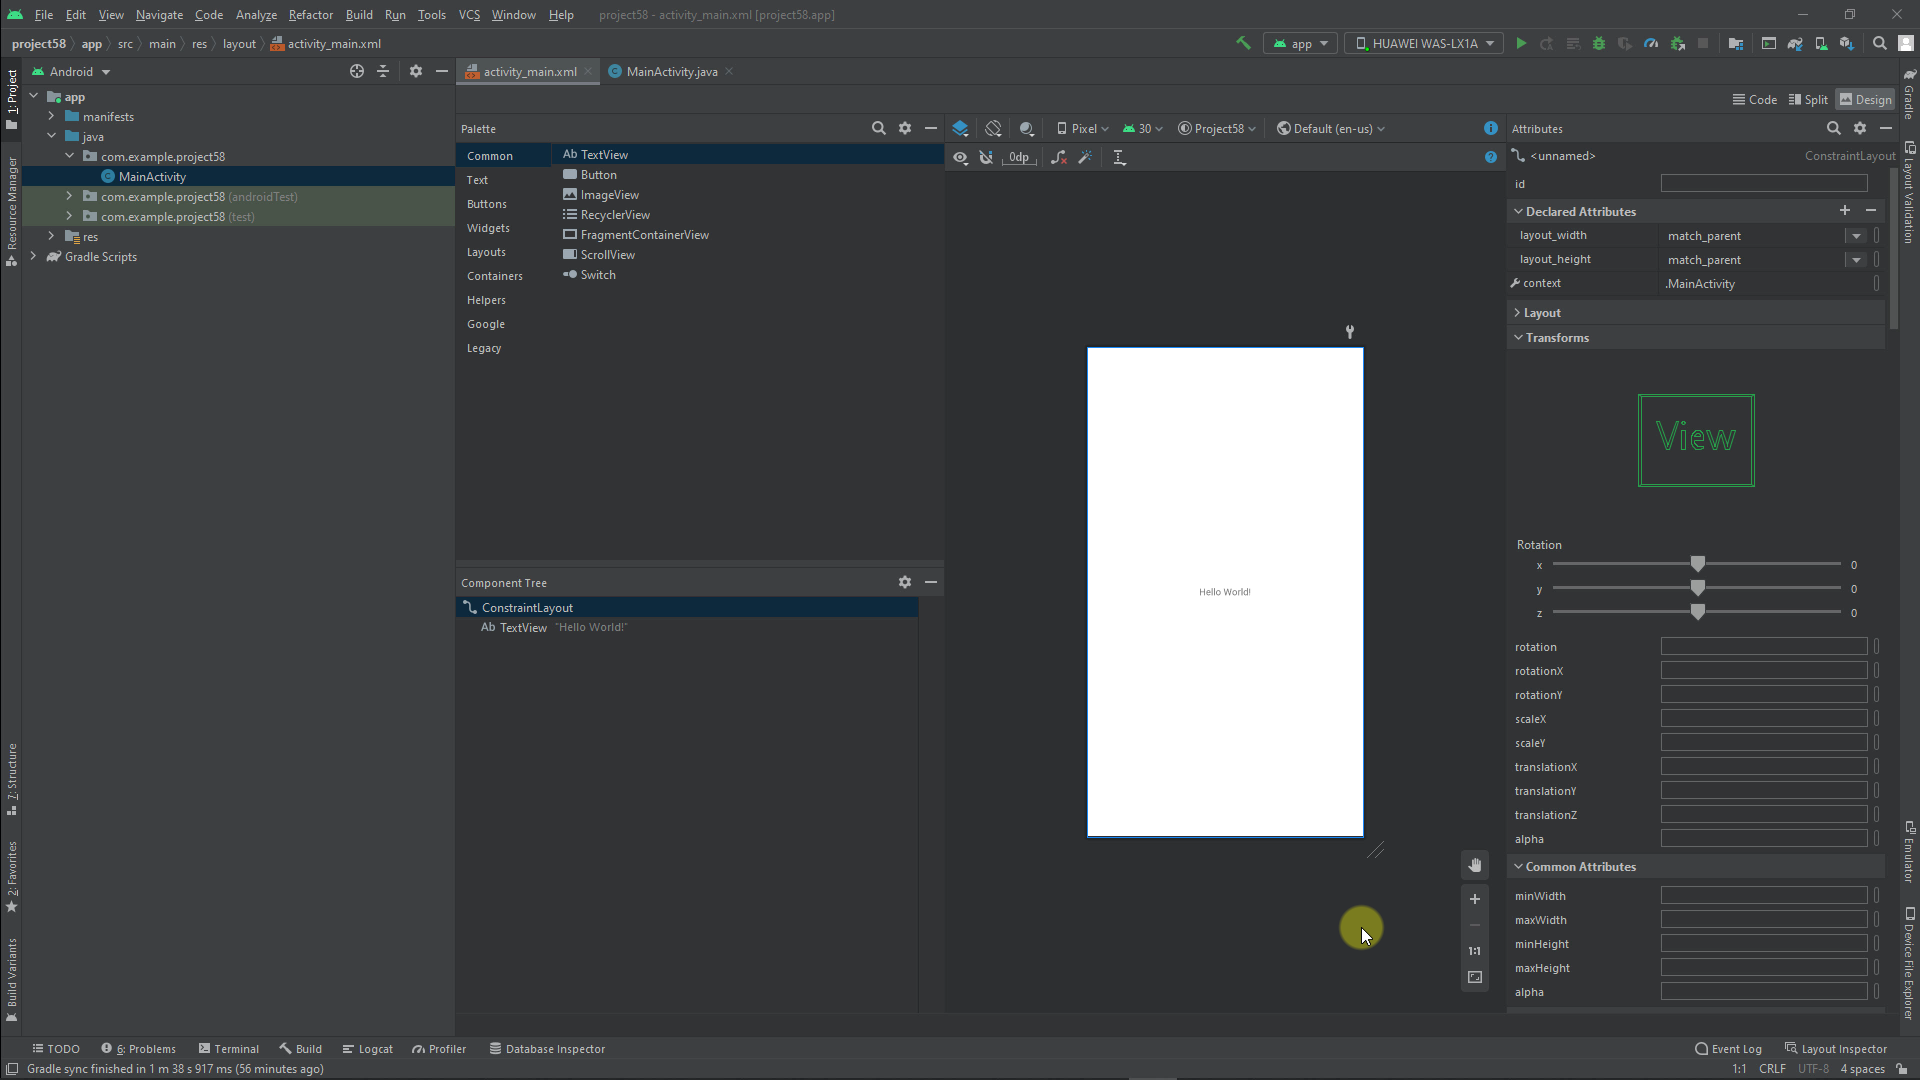 File Edit View Navigate Code Analyze Refactor Build Run Tools VCS Window Help project58 - activity_main.xml [project58.app]
project58 app src main res layout activity_main.xml app HUAWEI WAS-LX1A
1: Project
Resource Manager
7: Structure
2: Favorites
Build Variants
Android
app
manifests
java
com.example.project58
MainActivity
com.example.project58 (androidTest)
com.example.project58 (test)
res
Gradle Scripts
activity_main.xml MainActivity.java
Code Split Design
Palette
Common
Text
Buttons
Widgets
Layouts
Containers
Helpers
Google
Legacy
Ab TextView
Button
ImageView
RecyclerView
FragmentContainerView
ScrollView
Switch
Component Tree
ConstraintLayout
Ab TextView "Hello World!"
Pixel 30 Project58 Default (en-us)
0dp
Hello World!
1:1
Attributes
<unnamed> ConstraintLayout
id
Declared Attributes
layout_width match_parent
layout_height match_parent
context .MainActivity
Layout
Transforms
View
Rotation
x 0
y 0
z 0
rotation
rotationX
rotationY
scaleX
scaleY
translationX
translationY
translationZ
alpha
Common Attributes
minWidth
maxWidth
minHeight
maxHeight
alpha
Gradle
Layout Validation
Emulator
Device File Explorer
TODO 6: Problems Terminal Build Logcat Profiler Database Inspector Event Log Layout Inspector
Gradle sync finished in 1 m 38 s 917 ms (56 minutes ago) 1:1 CRLF UTF-8 4 spaces